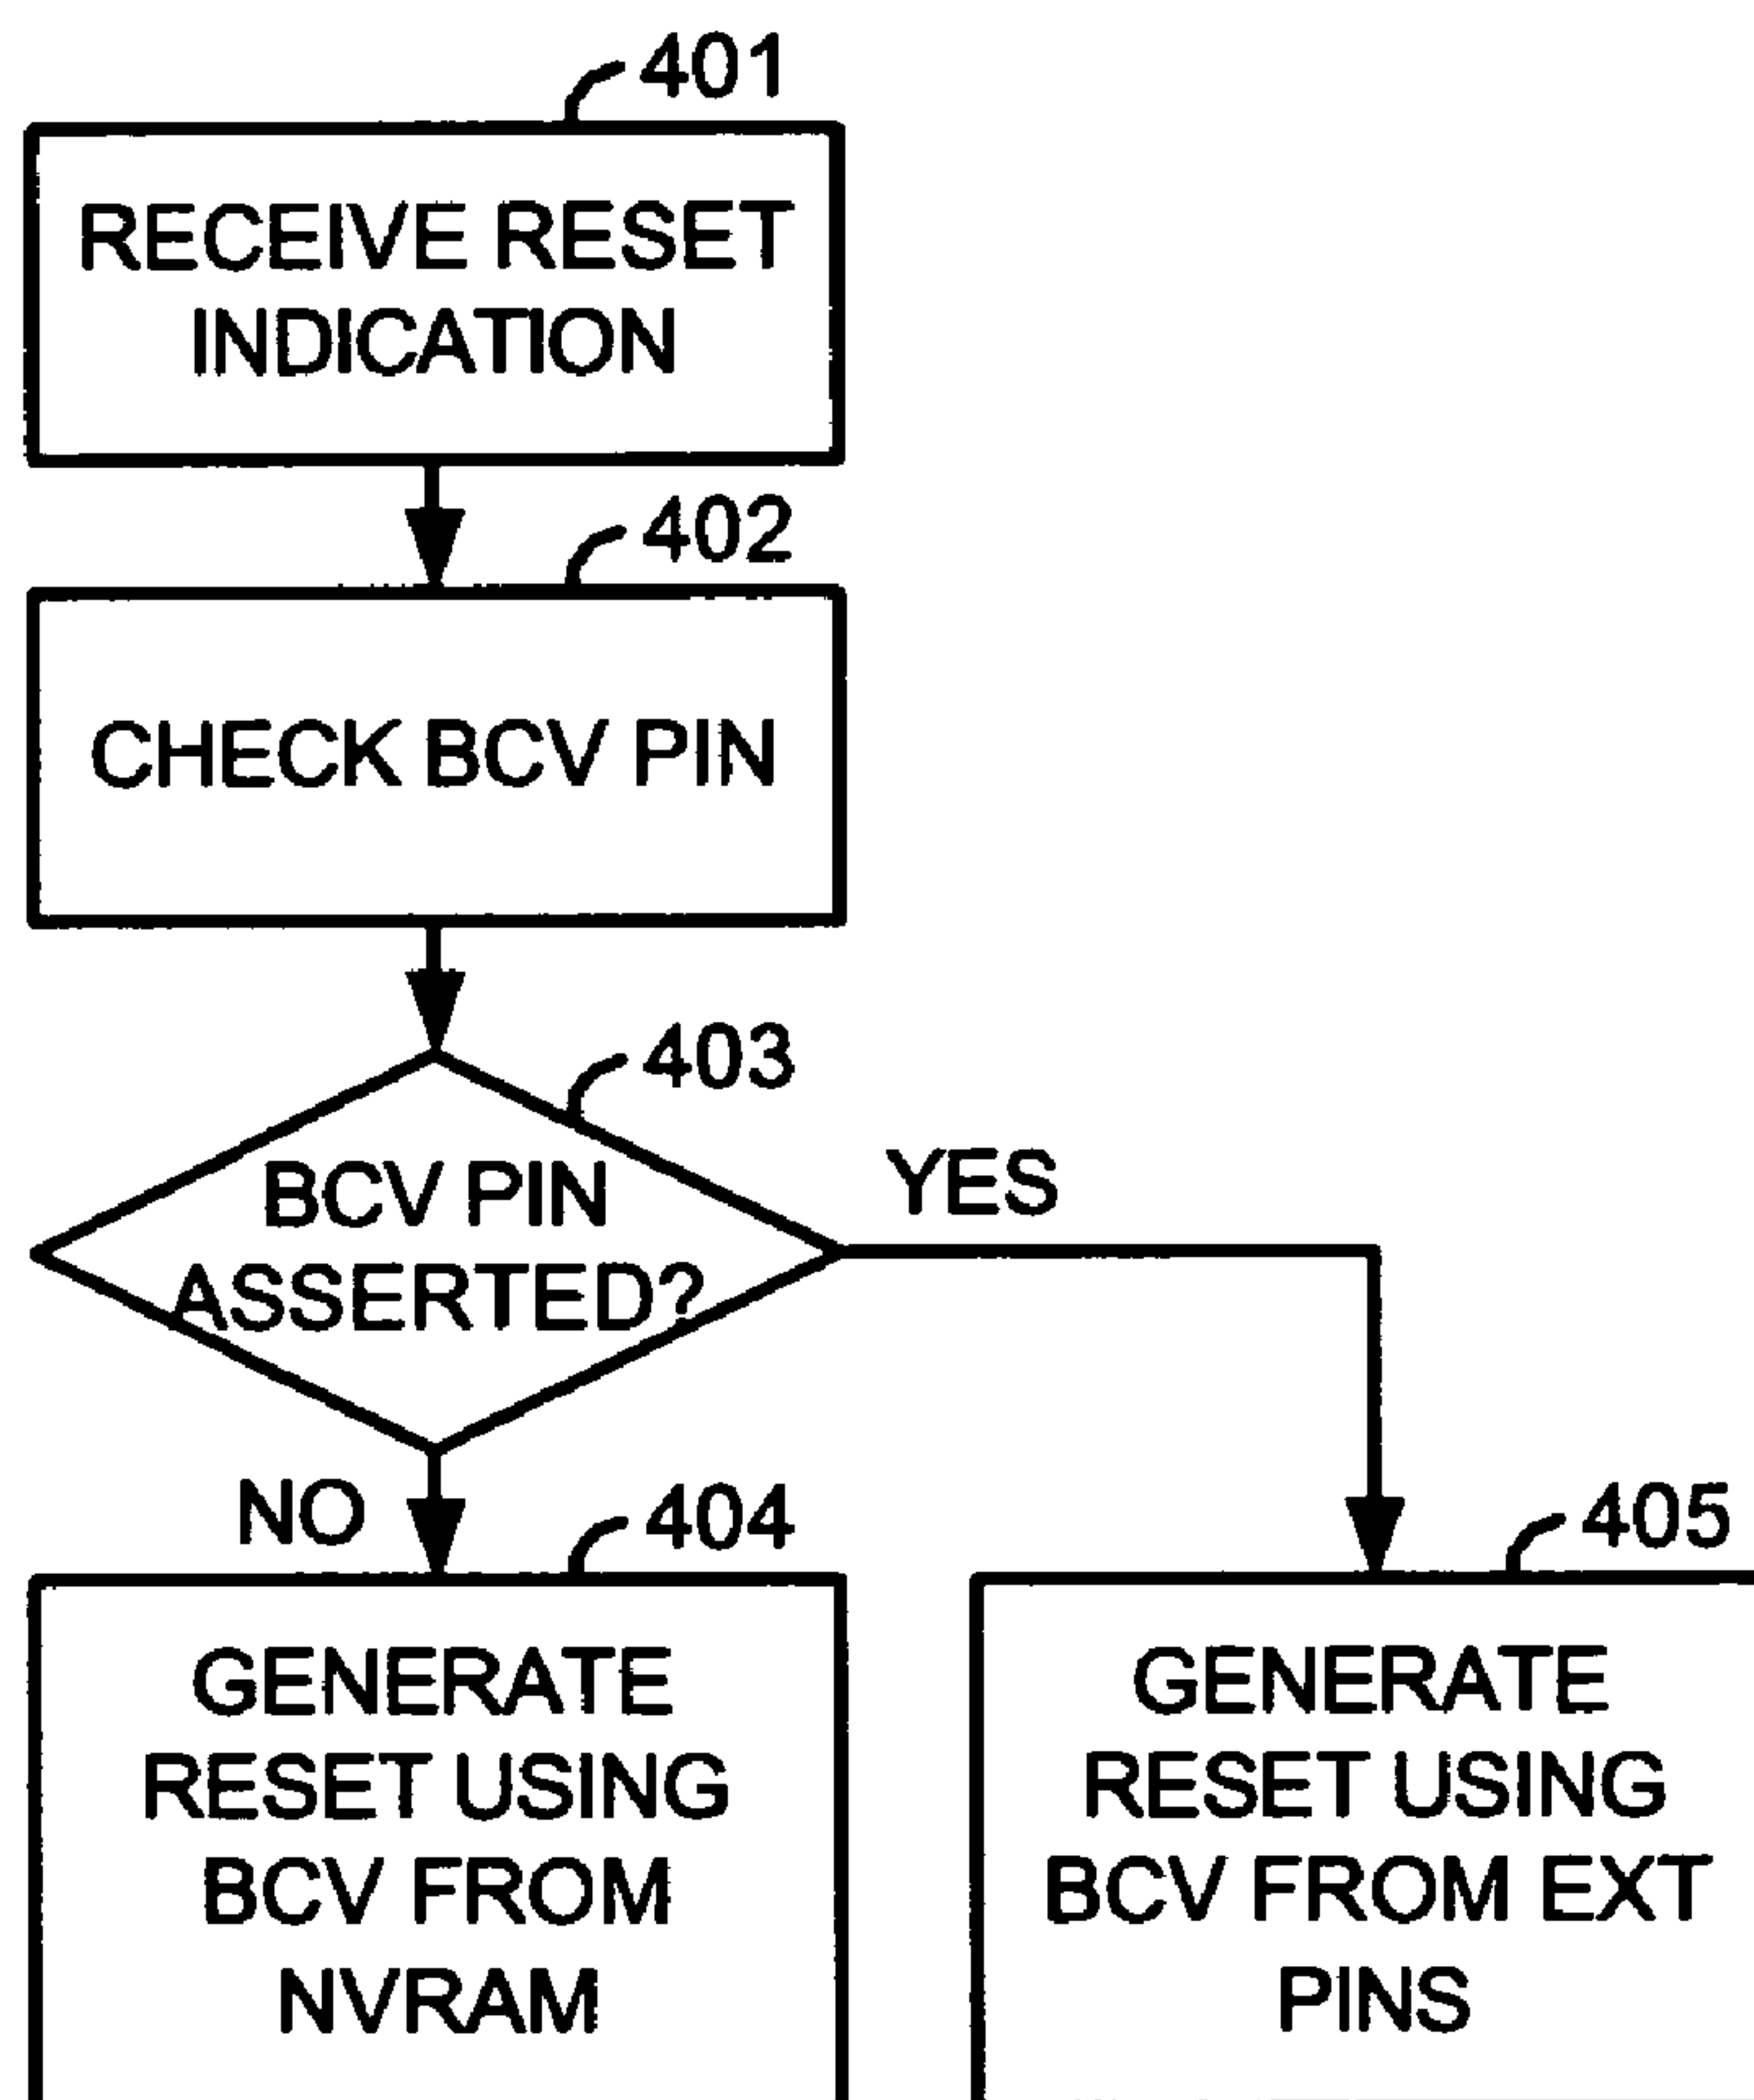 401
RECEIVE RESET
INDICATION
402
CHECK BCV PIN
403
BCV PIN
ASSERTED?
YES
NO
404
GENERATE
RESET USING
BCV FROM
NVRAM
405
GENERATE
RESET USING
BCV FROM EXT
PINS